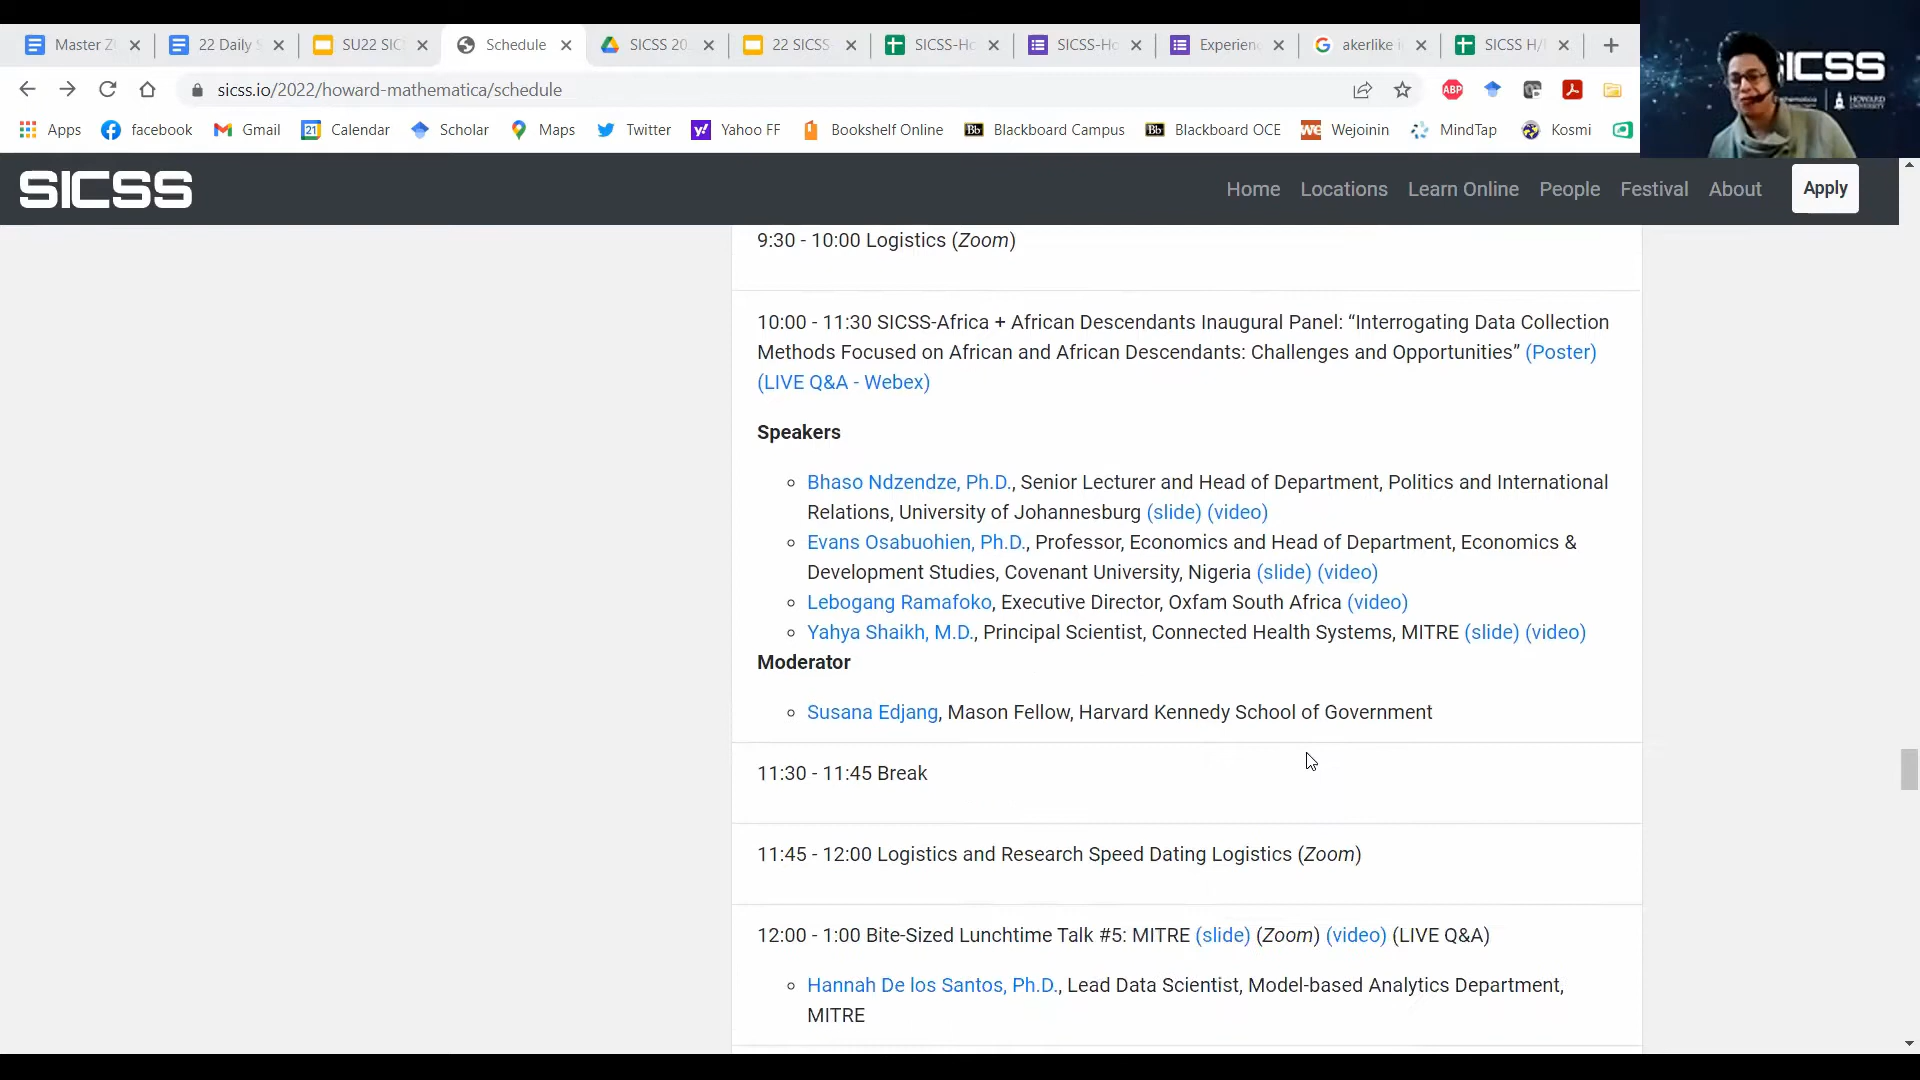 Master Z
22 Daily S
SU22 SIC
Schedule
SICSS 20
22 SICSS
SICSS-Ho
SICSS-Ho
Experien
akerlike i
SICSS H/
sicss.io/2022/howard-mathematica/schedule
ABP
Apps
facebook
Gmail
Calendar
Scholar
Maps
Twitter
Yahoo FF
Bookshelf Online
Blackboard Campus
Blackboard OCE
Wejoinin
MindTap
Kosmi
SICSS
HOWARD
SICSS
Home Locations Learn Online People Festival About Apply
9:30 - 10:00 Logistics (Zoom)
10:00 - 11:30 SICSS-Africa + African Descendants Inaugural Panel: “Interrogating Data Collection
Methods Focused on African and African Descendants: Challenges and Opportunities” (Poster)
(LIVE Q&A - Webex)
Speakers
Bhaso Ndzendze, Ph.D., Senior Lecturer and Head of Department, Politics and International
Relations, University of Johannesburg (slide) (video)
Evans Osabuohien, Ph.D., Professor, Economics and Head of Department, Economics &
Development Studies, Covenant University, Nigeria (slide) (video)
Lebogang Ramafoko, Executive Director, Oxfam South Africa (video)
Yahya Shaikh, M.D., Principal Scientist, Connected Health Systems, MITRE (slide) (video)
Moderator
Susana Edjang, Mason Fellow, Harvard Kennedy School of Government
11:30 - 11:45 Break
11:45 - 12:00 Logistics and Research Speed Dating Logistics (Zoom)
12:00 - 1:00 Bite-Sized Lunchtime Talk #5: MITRE (slide) (Zoom) (video) (LIVE Q&A)
Hannah De los Santos, Ph.D., Lead Data Scientist, Model-based Analytics Department,
MITRE